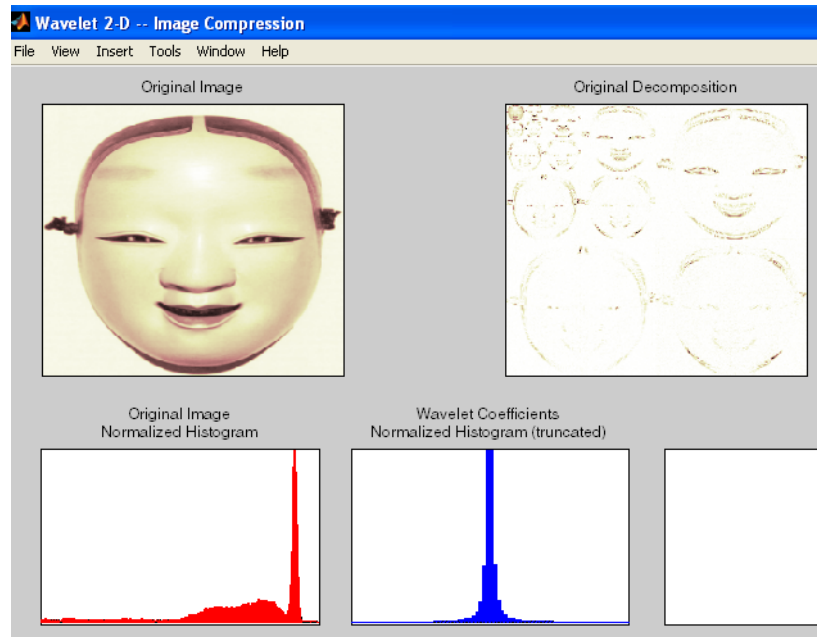 Wavelet 2-D -- Image Compression
File View Insert Tools Window Help
Original Image
Original Decomposition
Original Image
Normalized Histogram
Wavelet Coefficients
Normalized Histogram (truncated)